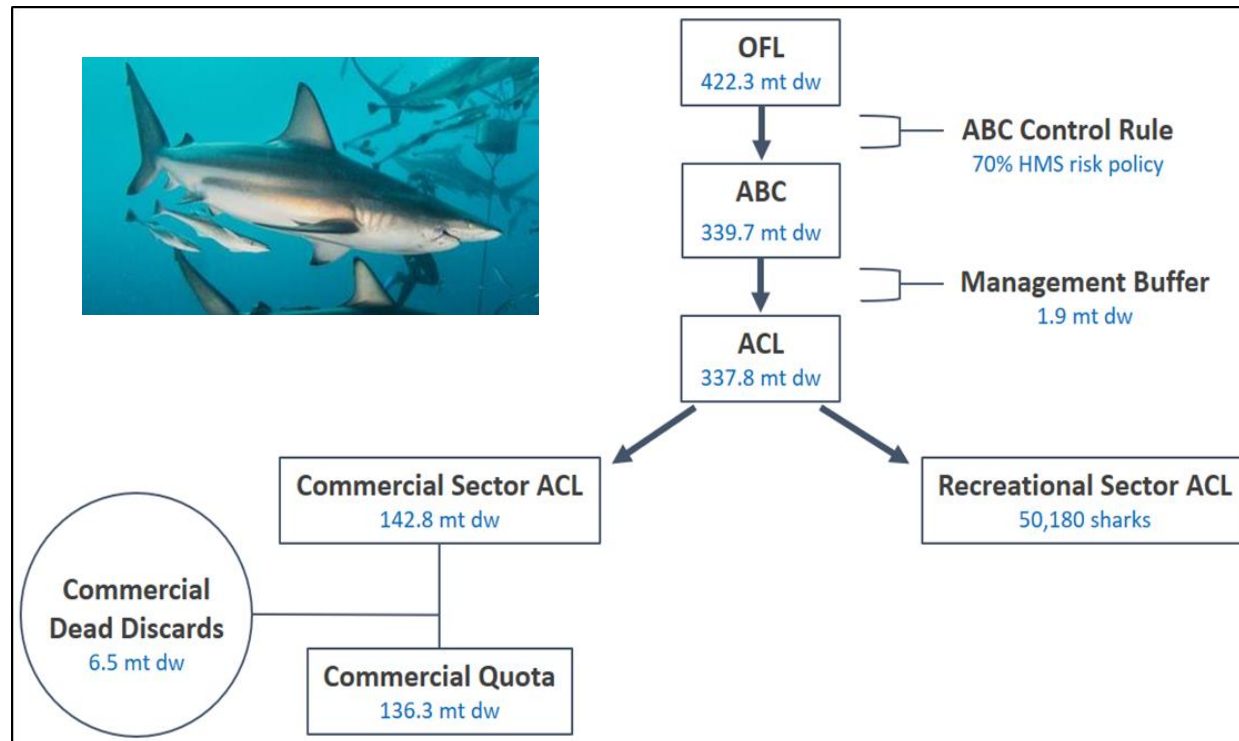 OFL
422.3 mt dw
ABC Control Rule
70% HMS risk policy
ABC
339.7 mt dw
Management Buffer
1.9 mt dw
ACL
337.8 mt dw
Commercial Sector ACL
142.8 mt dw
Recreational Sector ACL
50,180 sharks
Commercial
Dead Discards
6.5 mt dw
Commercial Quota
136.3 mt dw